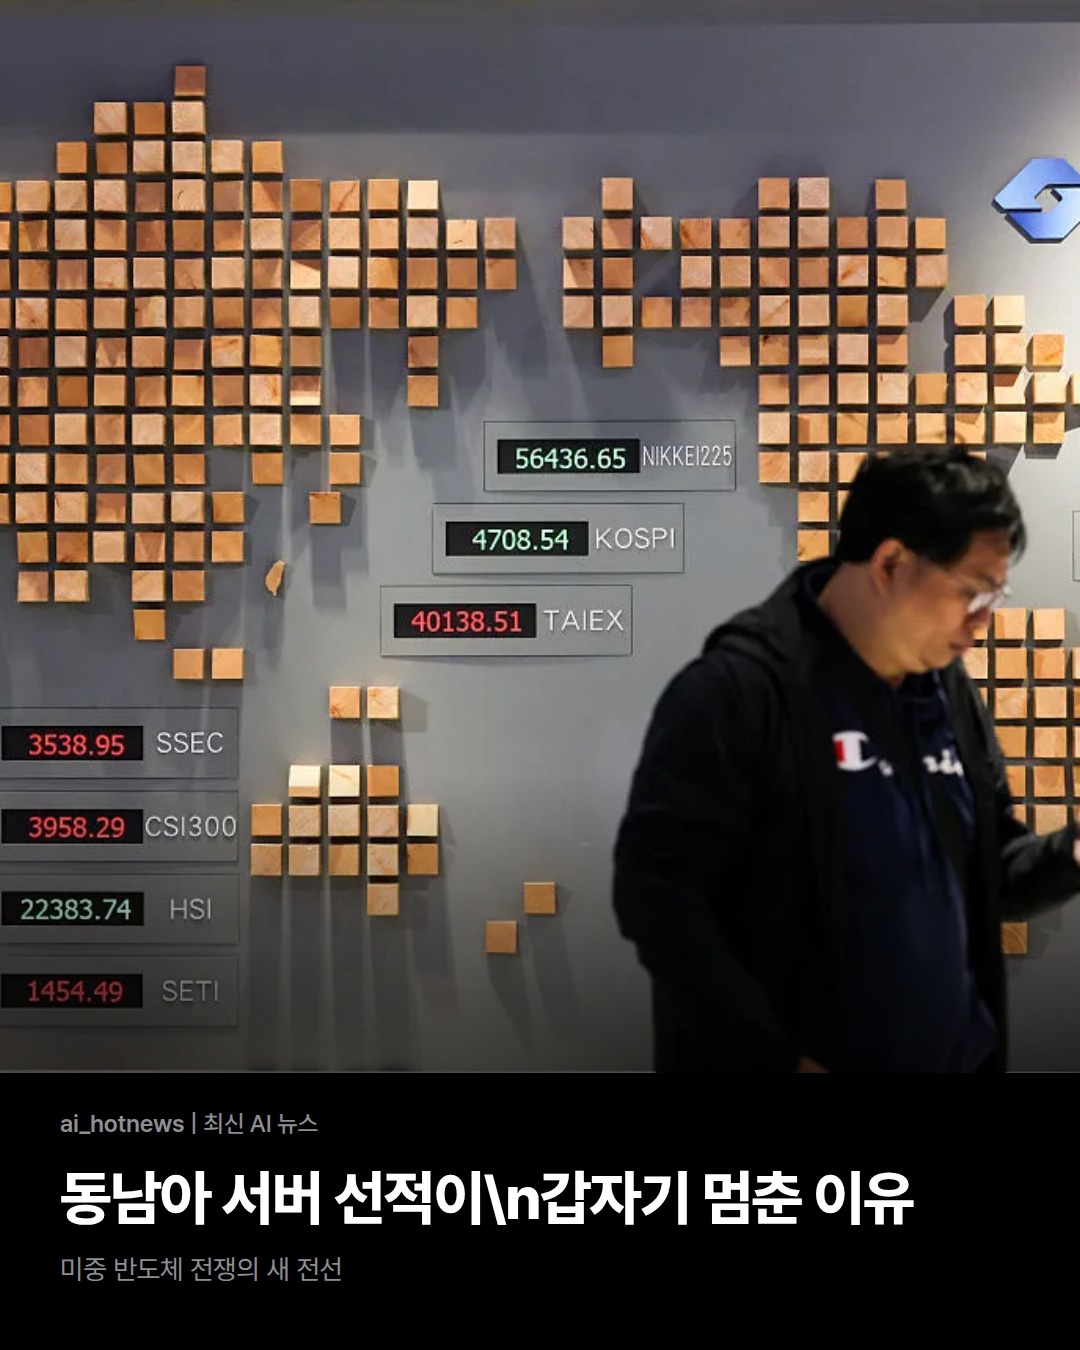 56436.65 NIKKEI225
4708.54 KOSPI
40138.51 TAIEX
3538.95 SSEC
3958.29 CSI300
22383.74 HSI
1454.49 SETI
ai_hotnews | 최신 AI 뉴스
동남아 서버 선적이\n갑자기 멈춘 이유
미중 반도체 전쟁의 새 전선